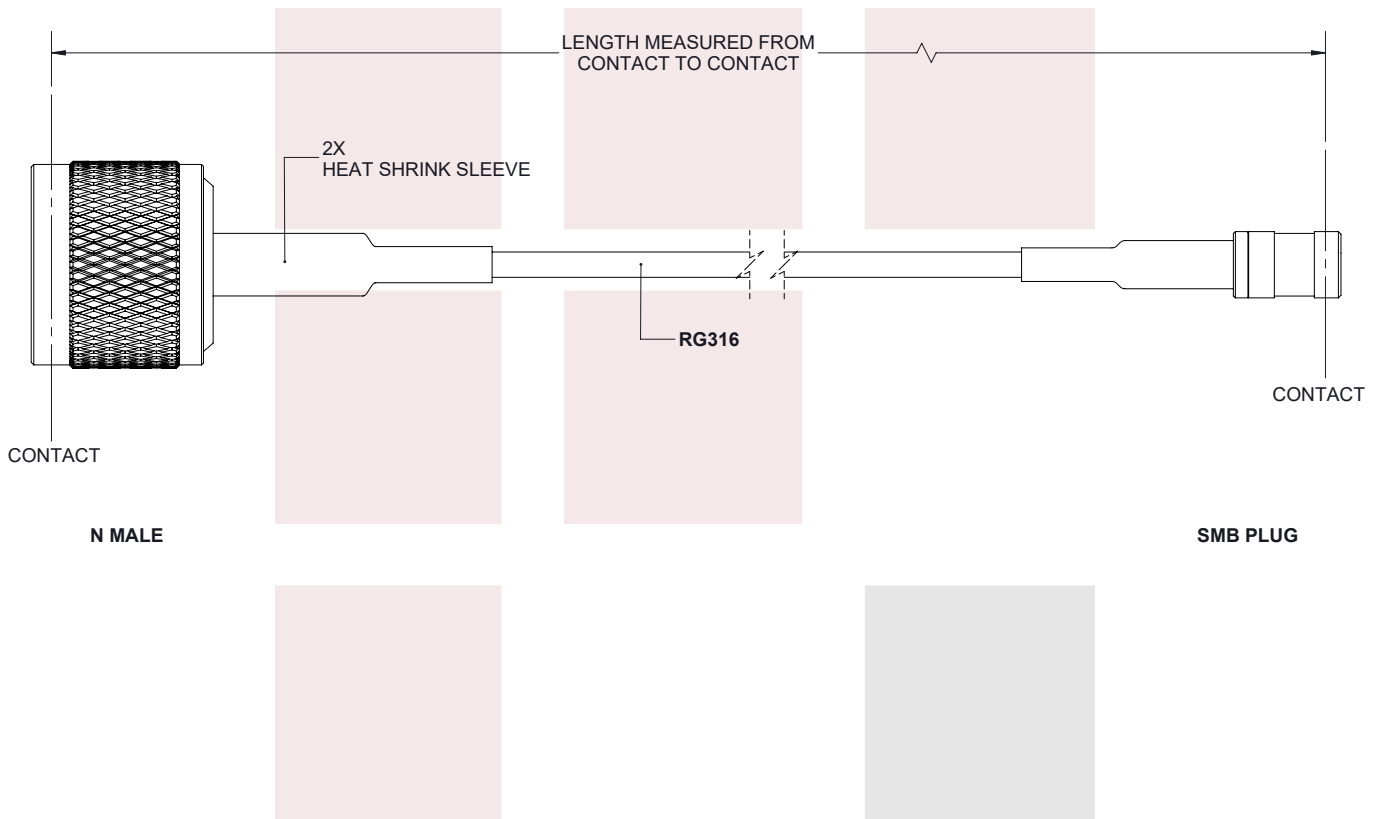 LENGTH MEASURED FROM
CONTACT TO CONTACT
2X
HEAT SHRINK SLEEVE
RG316
CONTACT
CONTACT
N MALE
SMB PLUG